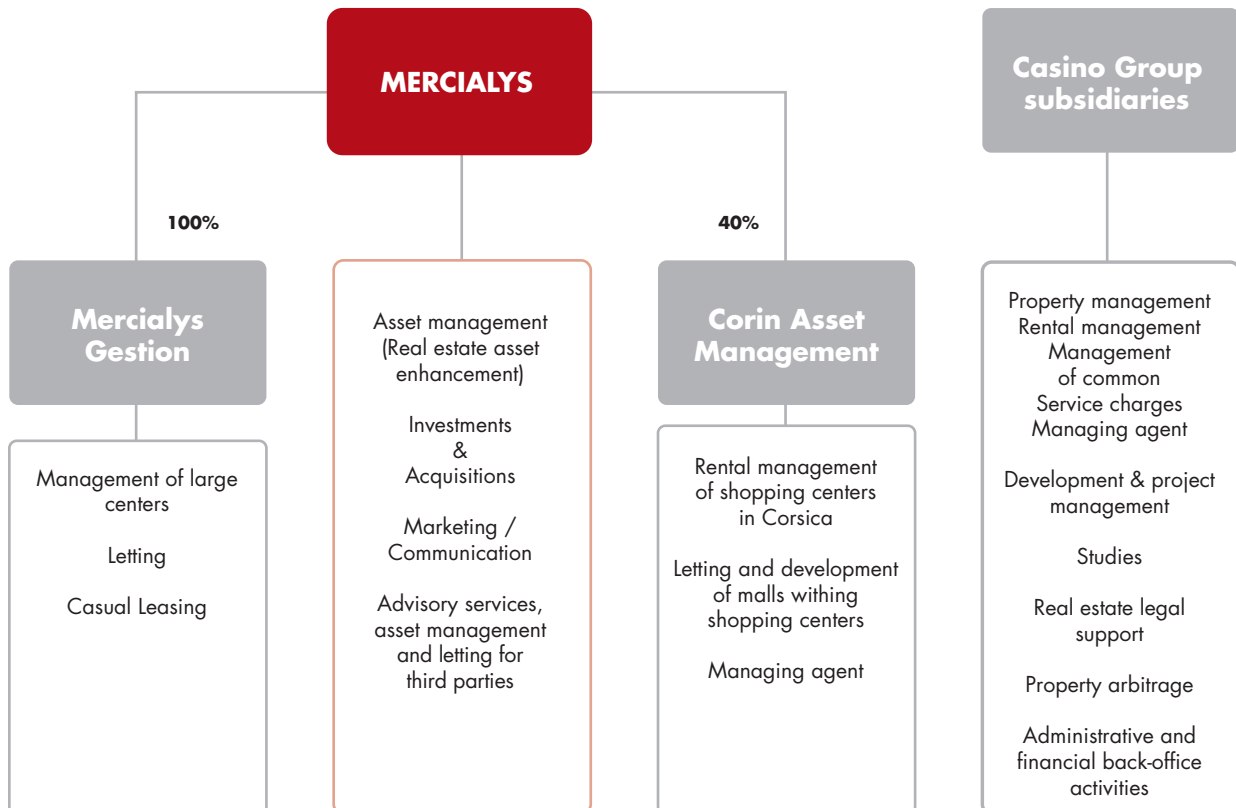 MERCIALYS
Casino Group
subsidiaries
100%
40%
Mercialys
Gestion
Management of large
centers
Letting
Casual Leasing
Asset management
(Real estate asset
enhancement)
Investments
&
Acquisitions
Marketing /
Communication
Advisory services,
asset management
and letting for
third parties
Corin Asset
Management
Rental management
of shopping centers
in Corsica
Letting and development
of malls withing
shopping centers
Managing agent
Property management
Rental management
Management
of common
Service charges
Managing agent
Development & project
management
Studies
Real estate legal
support
Property arbitrage
Administrative and
financial back-office
activities